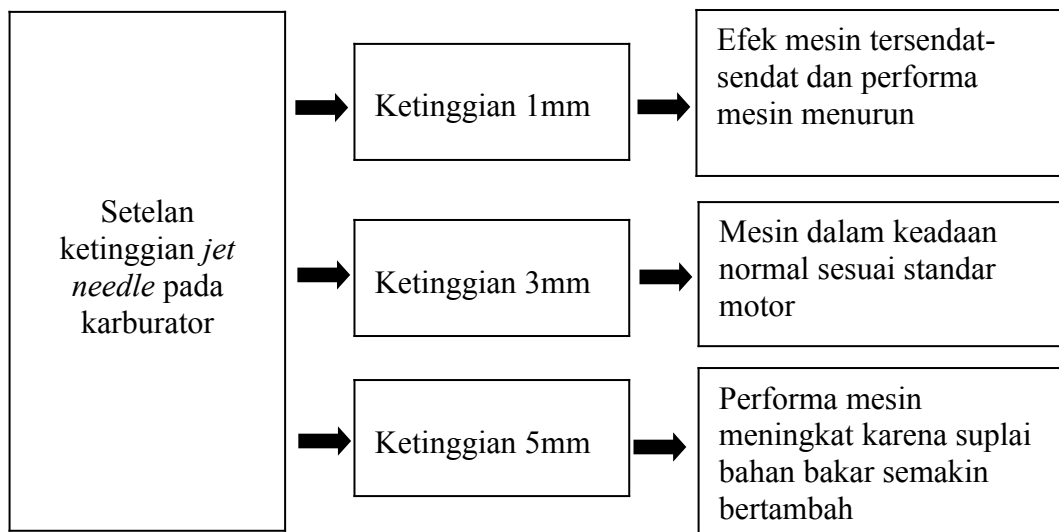 Setelan
ketinggian jet
needle pada
karburator
Ketinggian 1mm
Efek mesin tersendat-
sendat dan performa
mesin menurun
Ketinggian 3mm
Mesin dalam keadaan
normal sesuai standar
motor
Ketinggian 5mm
Performa mesin
meningkat karena suplai
bahan bakar semakin
bertambah